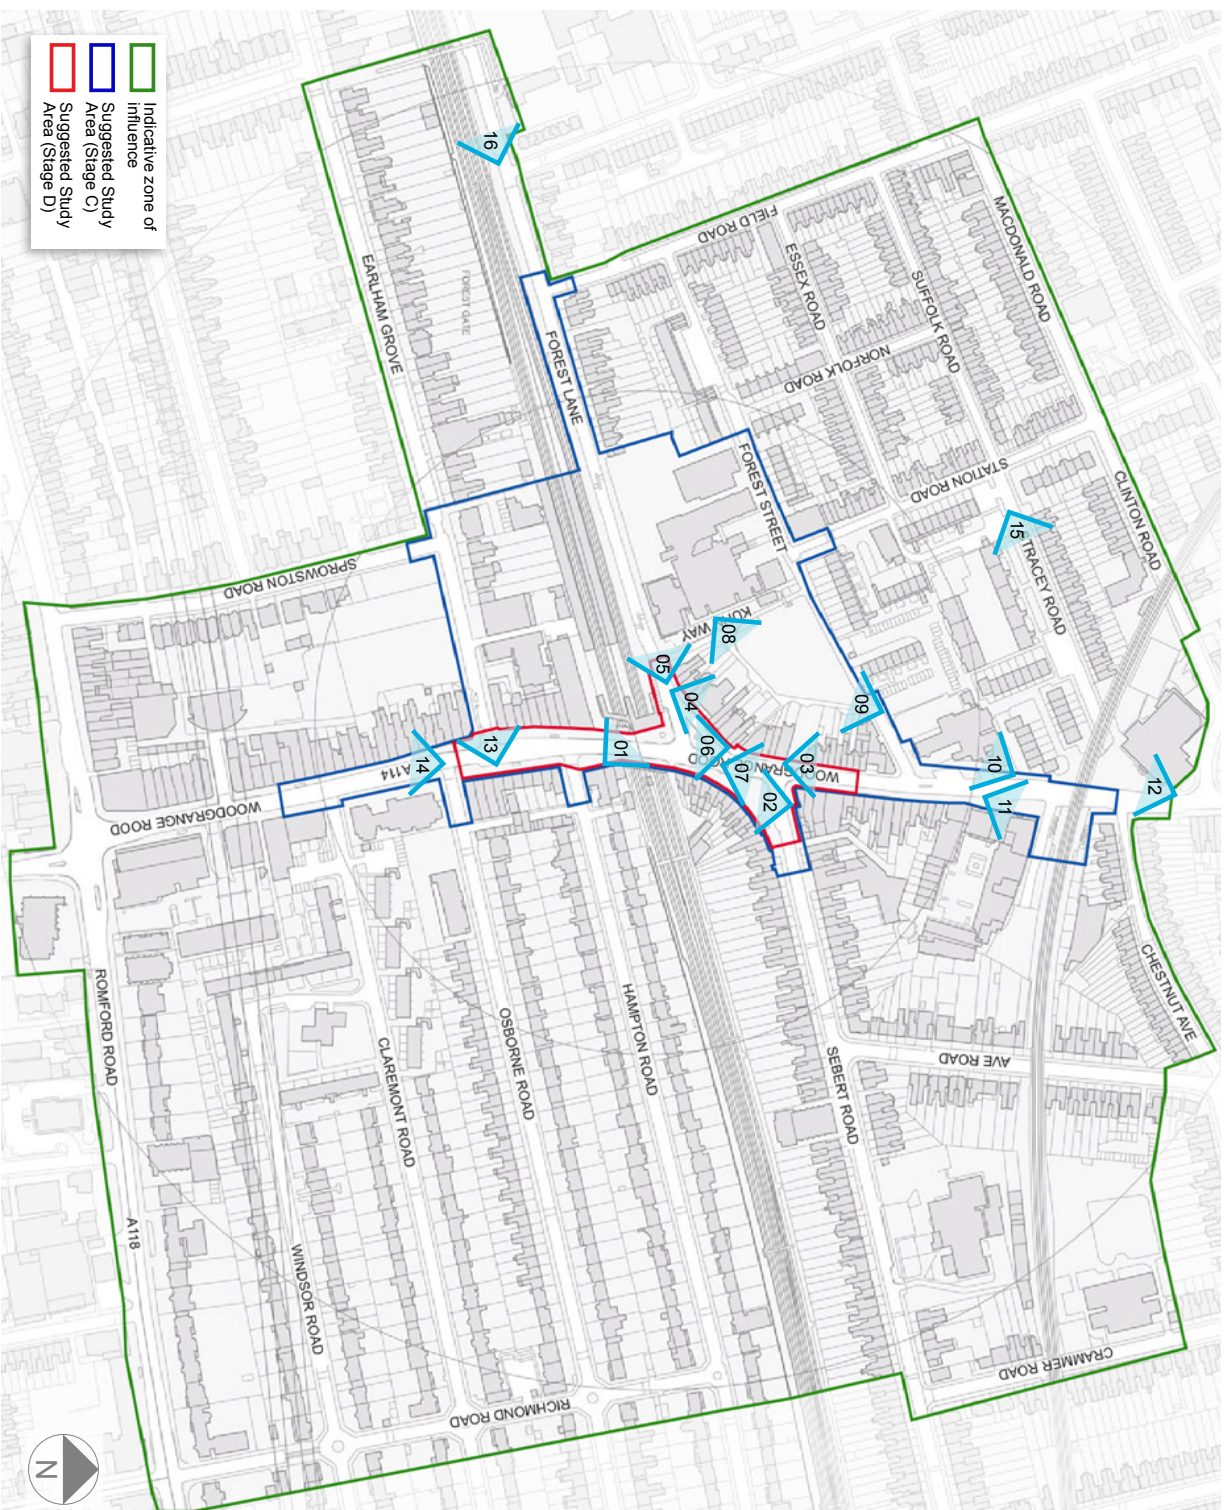 Indicative zone of
influence
Suggested Study
Area (Stage C)
Suggested Study
Area (Stage D)
16
EARLHAM GROVE
FOREST GATE
FOREST LANE
FIELD ROAD
ESSEX ROAD
SUFFOLK ROAD
MACDONALD ROAD
NORFOLK ROAD
STATION ROAD
FOREST STREET
CLINTON ROAD
15
TRACEY ROAD
SPROWSTON ROAD
WAY
08
05
04
09
06
03
07
02
01
13
14
10
11
12
A114
WOODGRANGE ROOD
ROMFORD ROAD
CLAREMONT ROAD
OSBORNE ROAD
HAMPTON ROAD
SEBERT ROAD
AVE ROAD
CHESTNUT AVE
A118
WINDSOR ROAD
RICHMOND ROAD
CRAMMER ROAD
N